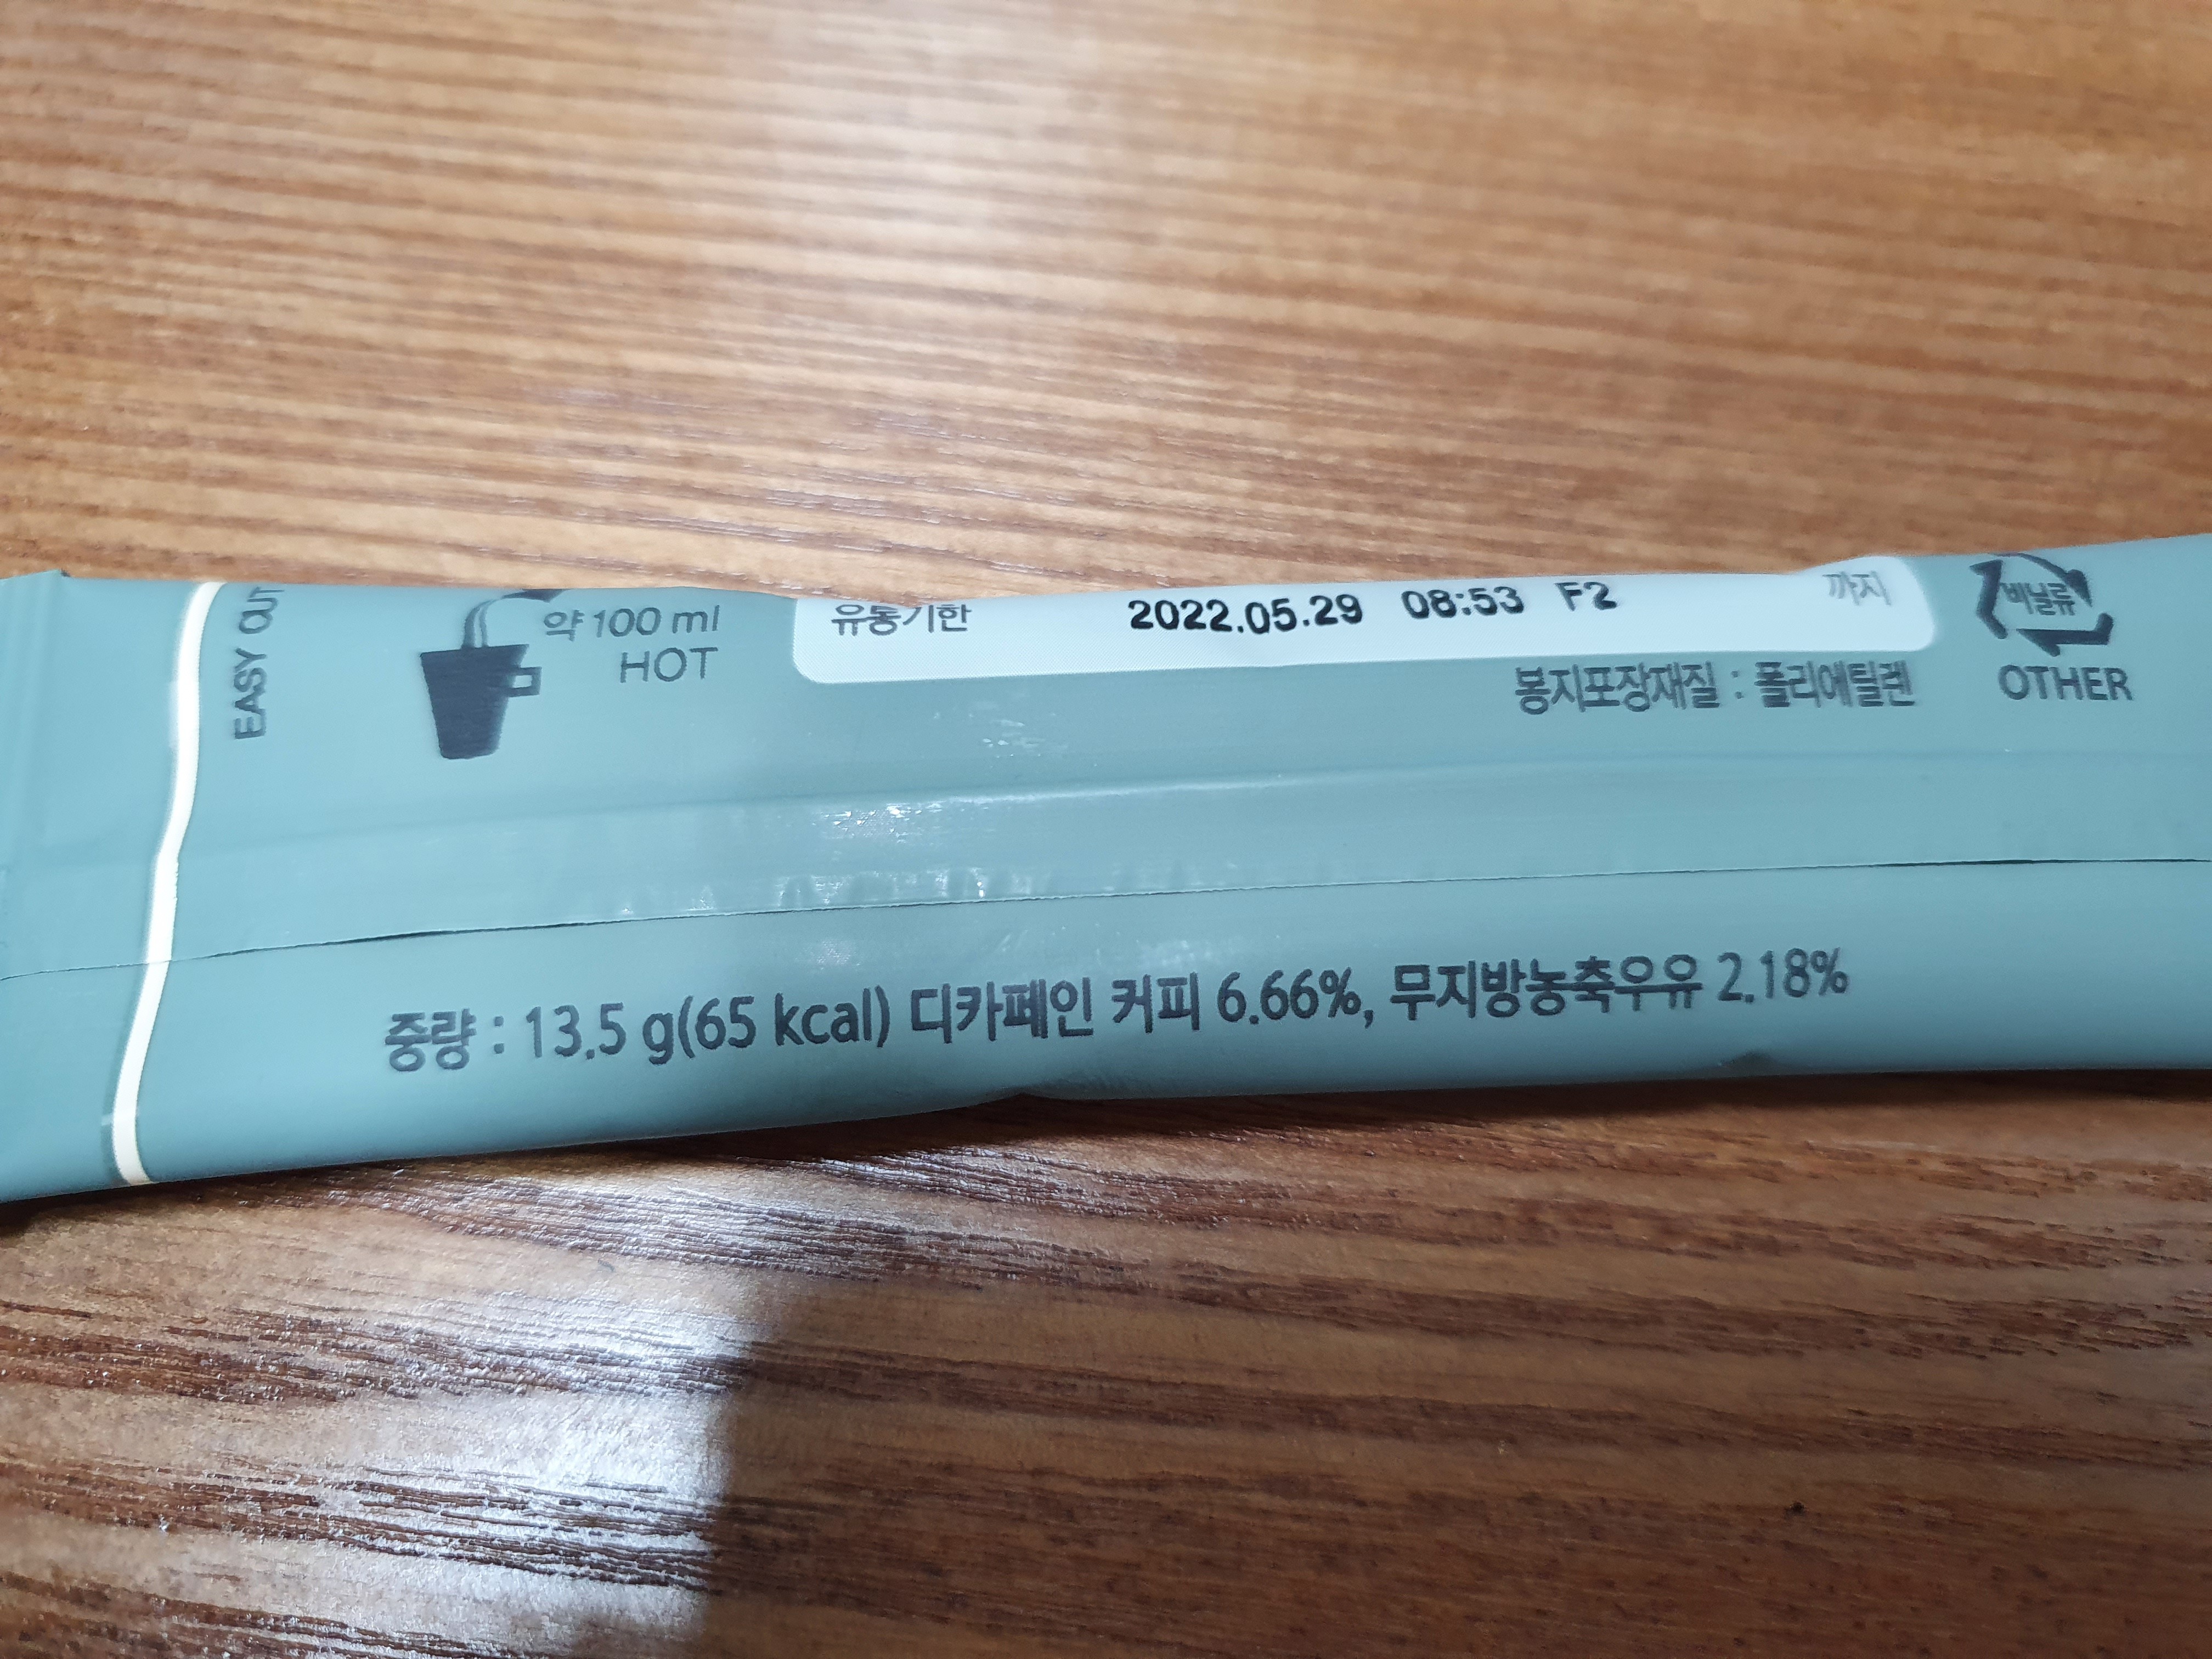 EASY CUT
약 100 ml
HOT
유통기한 2022.05.29 08:53 F2 까지
봉지포장재질 : 폴리에틸렌
비닐류
OTHER
중량 : 13.5 g(65 kcal) 디카페인 커피 6.66%, 무지방농축우유 2.18%